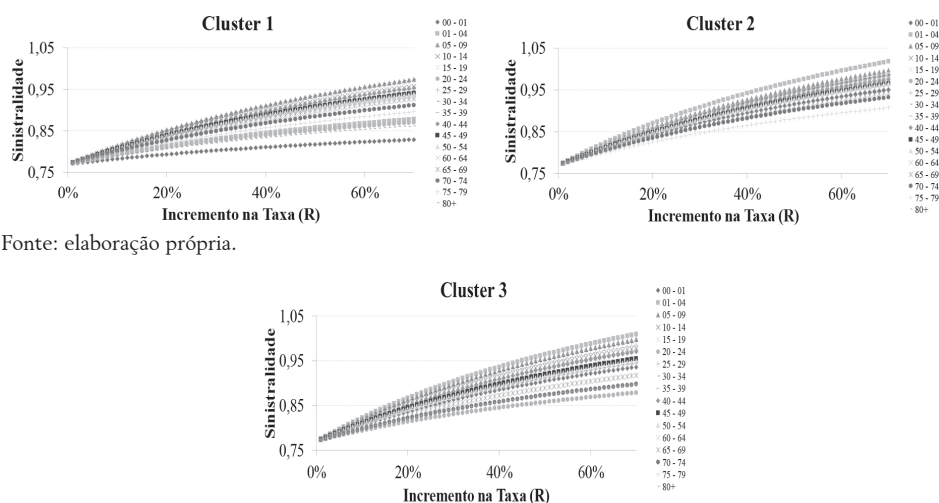 Cluster 1
1,05
0,95
0,85
0,75
Sinistralidade
0%
20%
40%
60%
Incremento na Taxa (R)
00 - 01
01 - 04
05 - 09
10 - 14
15 - 19
20 - 24
25 - 29
30 - 34
35 - 39
40 - 44
45 - 49
50 - 54
60 - 64
65 - 69
70 - 74
75 - 79
80+
Cluster 2
1,05
0,95
0,85
0,75
Sinistralidade
0%
20%
40%
60%
Incremento na Taxa (R)
00 - 01
01 - 04
05 - 09
10 - 14
15 - 19
20 - 24
25 - 29
30 - 34
35 - 39
40 - 44
45 - 49
50 - 54
60 - 64
65 - 69
70 - 74
75 - 79
80+
Fonte: elaboração própria.
Cluster 3
1,05
0,95
0,85
0,75
Sinistralidade
0%
20%
40%
60%
Incremento na Taxa (R)
00 - 01
01 - 04
05 - 09
10 - 14
15 - 19
20 - 24
25 - 29
30 - 34
35 - 39
40 - 44
45 - 49
50 - 54
60 - 64
65 - 69
70 - 74
75 - 79
80+